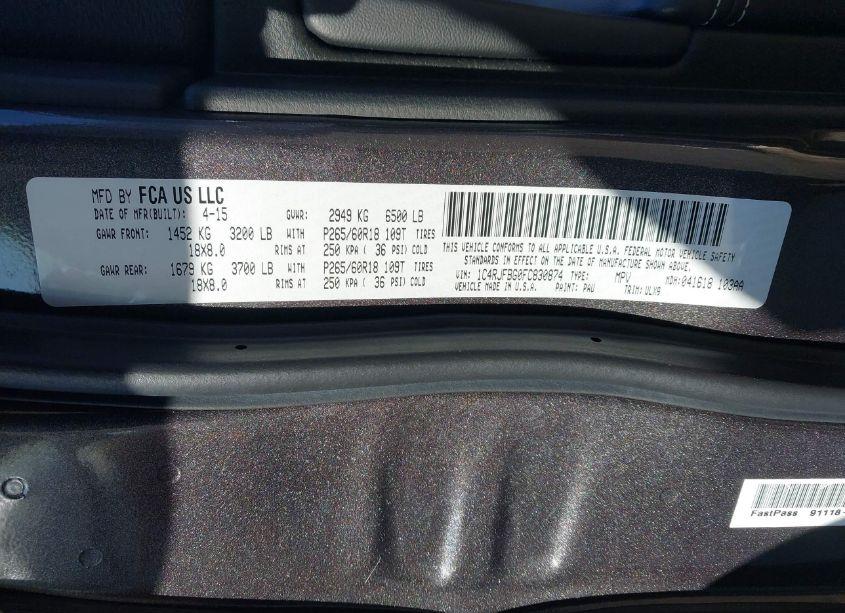 MFD BY FCA US LLC
DATE OF MFR(BUILT): 4-15 GVWR: 2949 KG 6500 LB
GAWR FRONT: 1452 KG 3200 LB WITH P265/60R18 109T TIRES
18X8.0 RIMS AT 250 KPA ( 36 PSI) COLD
GAWR REAR: 1679 KG 3700 LB WITH P265/60R18 109T TIRES
18X8.0 RIMS AT 250 KPA ( 36 PSI) COLD
THIS VEHICLE CONFORMS TO ALL APPLICABLE U.S.A. FEDERAL MOTOR VEHICLE SAFETY
STANDARDS IN EFFECT ON THE DATE OF MANUFACTURE SHOWN ABOVE.
VIN: 1C4RJFBG0FC830874 TYPE: MPV MDH:041618 103AA
VEHICLE MADE IN U.S.A. PAINT: PAU TRIM: ULX9
FastPass 91118-